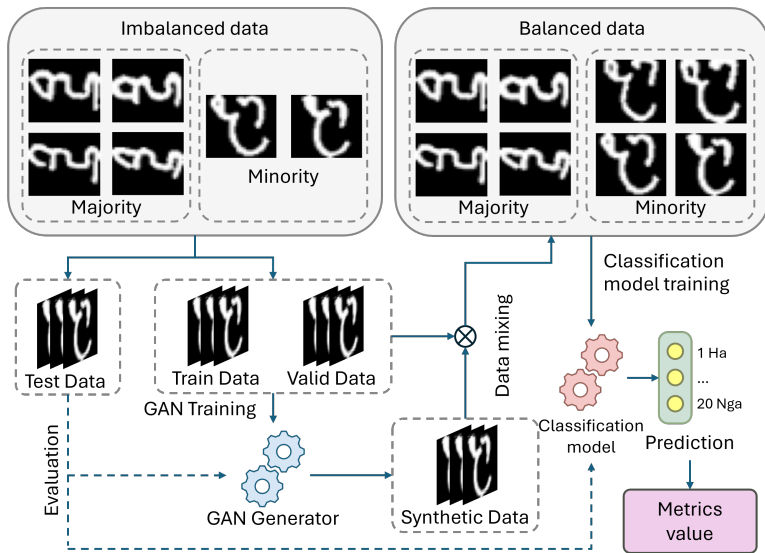 Imbalanced data
Majority
Minority
Balanced data
Majority
Minority
Test Data
Train Data
Valid Data
GAN Training
Data mixing
Classification
model training
Evaluation
GAN Generator
Synthetic Data
Classification
model
1 Ha
...
20 Nga
Prediction
Metrics
value